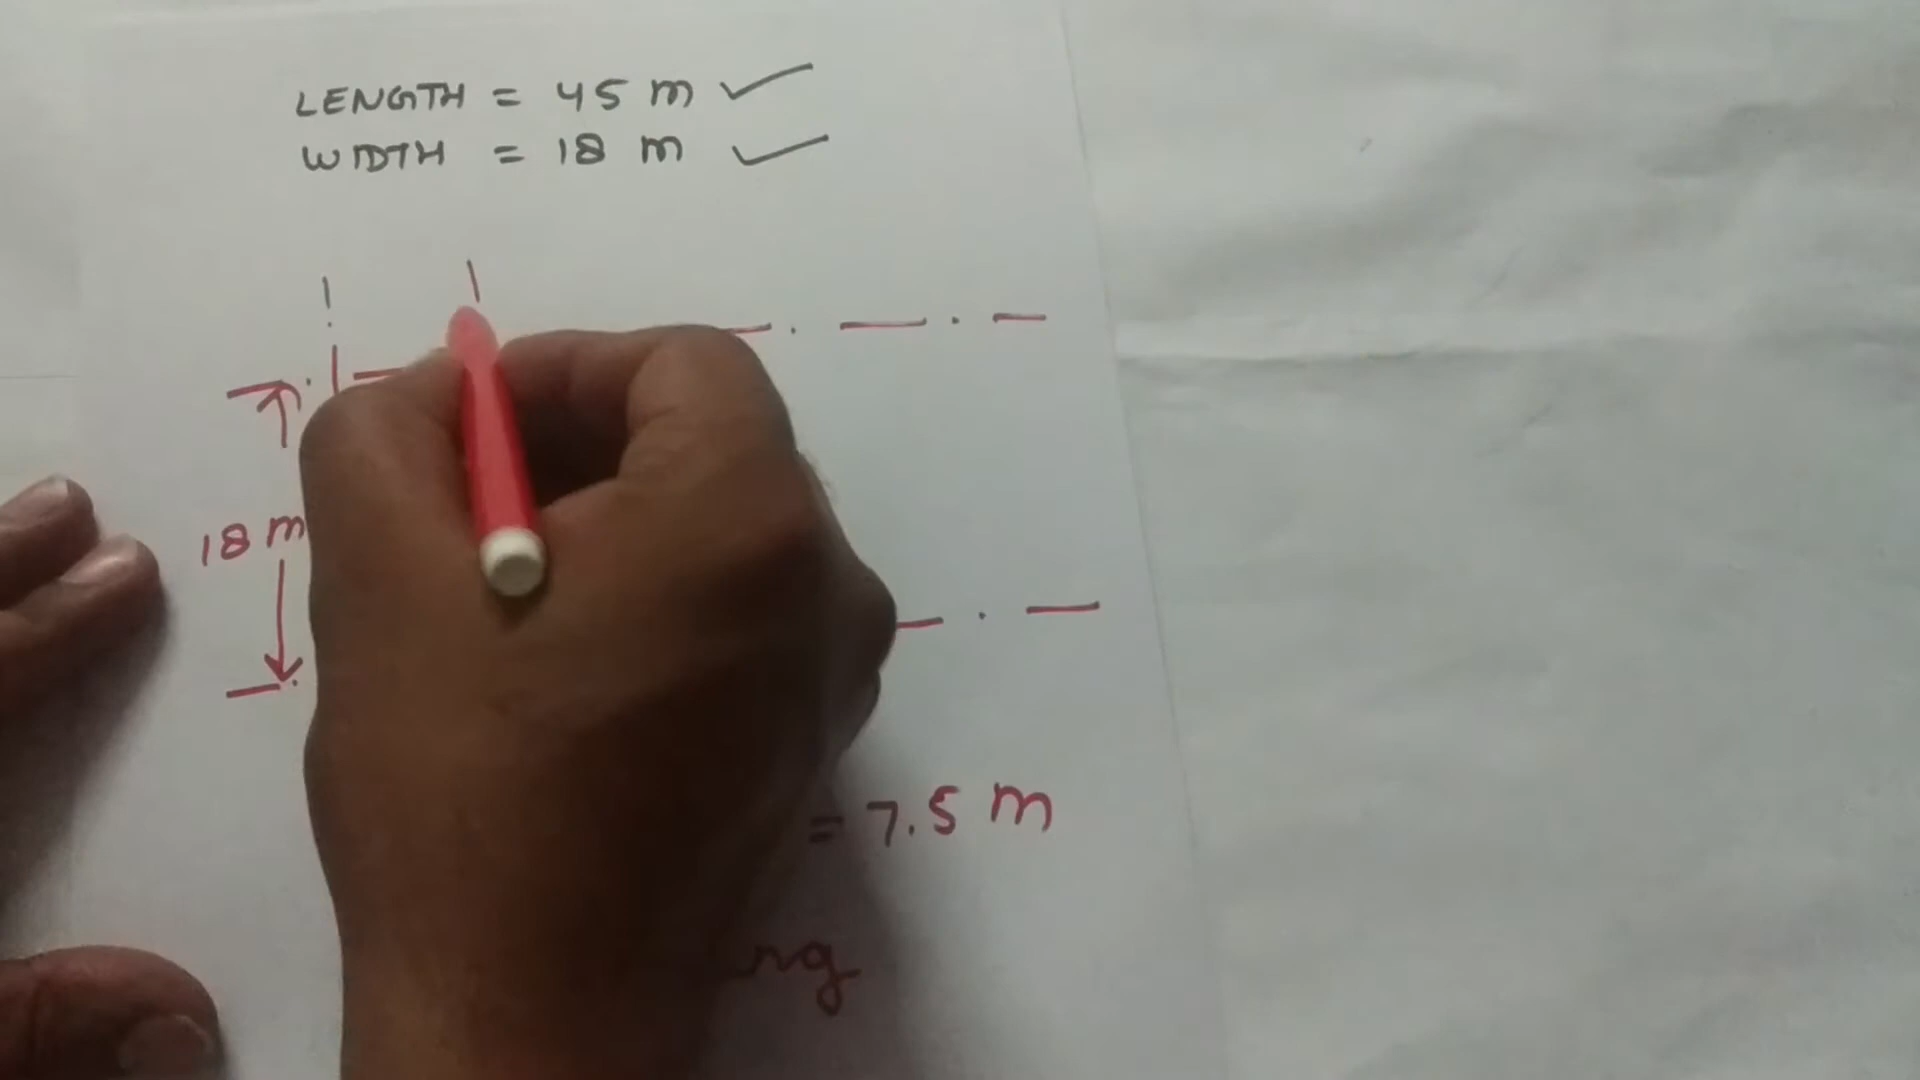 LENGTH = 45 m
WIDTH = 18 m
18 m
= 7.5 m